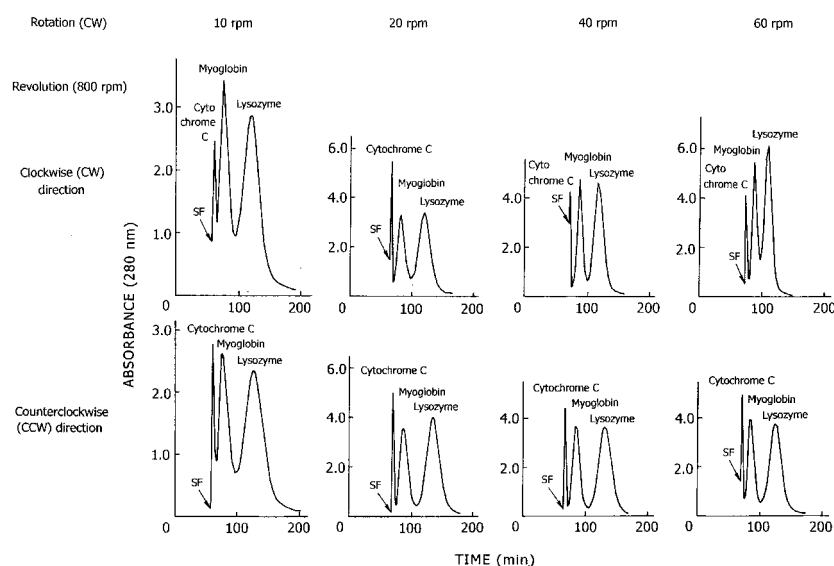 Rotation (CW) 10 rpm 20 rpm 40 rpm 60 rpm
Revolution (800 rpm)
Clockwise (CW)
direction
Myoglobin
Cyto
chrome
C
Lysozyme
SF
3.0
2.0
1.0
0 100 200
Cytochrome C
Myoglobin
Lysozyme
SF
6.0
4.0
2.0
0 100 200
Myoglobin
Cyto
chrome C
Lysozyme
SF
4.0
2.0
0 100 200
Lysozyme
Myoglobin
Cyto
chrome C
SF
6.0
4.0
2.0
0 100 200
ABSORBANCE (280 nm)
Counterclockwise
(CCW) direction
Cytochrome C
Myoglobin
Lysozyme
SF
3.0
2.0
1.0
0 100 200
Cytochrome C
Myoglobin
Lysozyme
SF
6.0
4.0
2.0
0 100 200
Cytochrome C
Myoglobin
Lysozyme
SF
4.0
2.0
0 100 200
Cytochrome C
Myoglobin
Lysozyme
SF
4.0
2.0
0 100 200
TIME (min)